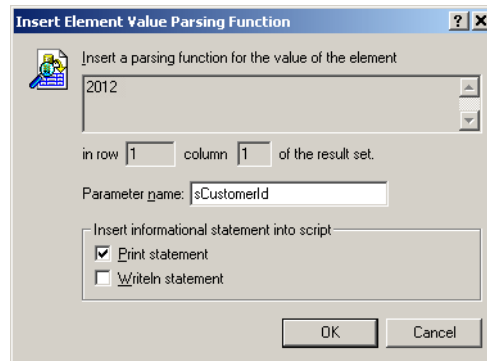 Insert Element Value Parsing Function
Insert a parsing function for the value of the element
2012
in row 1 column 1 of the result set.
Parameter name: sCustomerId
Insert informational statement into script
Print statement
Writeln statement
OK Cancel